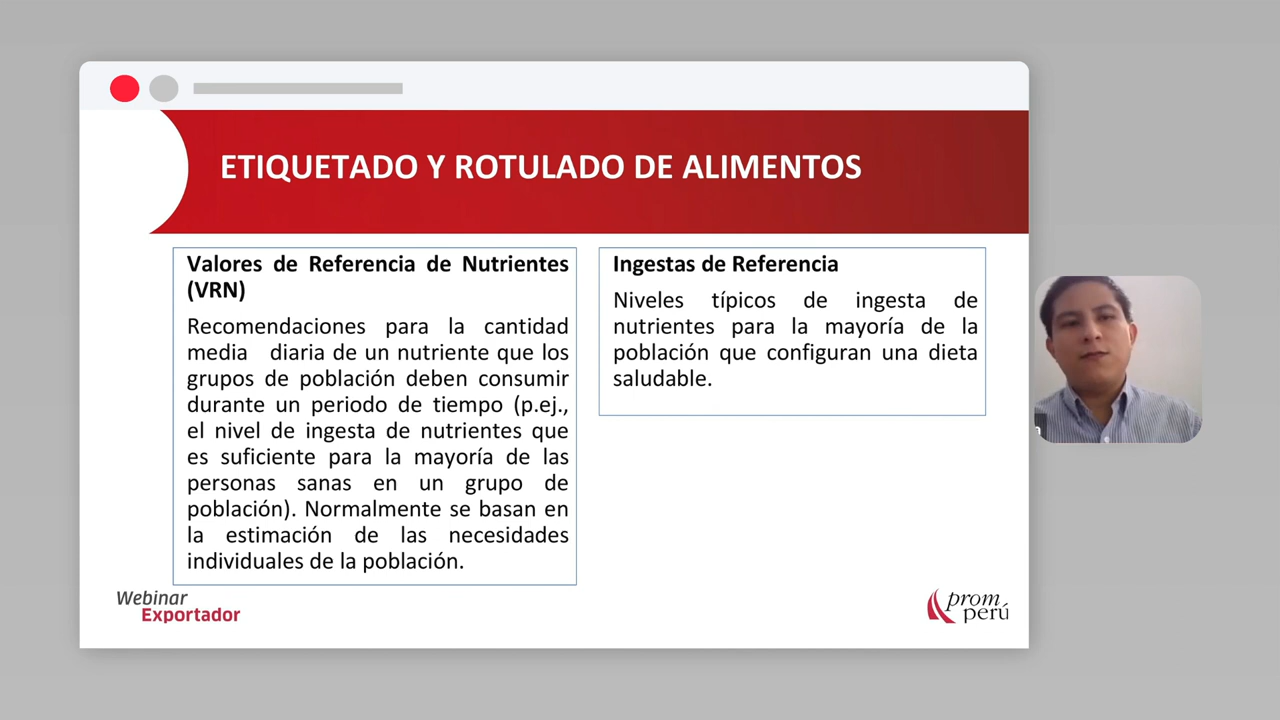 ETIQUETADO Y ROTULADO DE ALIMENTOS
Valores de Referencia de Nutrientes
(VRN)
Recomendaciones para la cantidad
media diaria de un nutriente que los
grupos de población deben consumir
durante un periodo de tiempo (p.ej.,
el nivel de ingesta de nutrientes que
es suficiente para la mayoría de las
personas sanas en un grupo de
población). Normalmente se basan en
la estimación de las necesidades
individuales de la población.
Ingestas de Referencia
Niveles típicos de ingesta de
nutrientes para la mayoría de la
población que configuran una dieta
saludable.
Webinar
Exportador
prom
perú